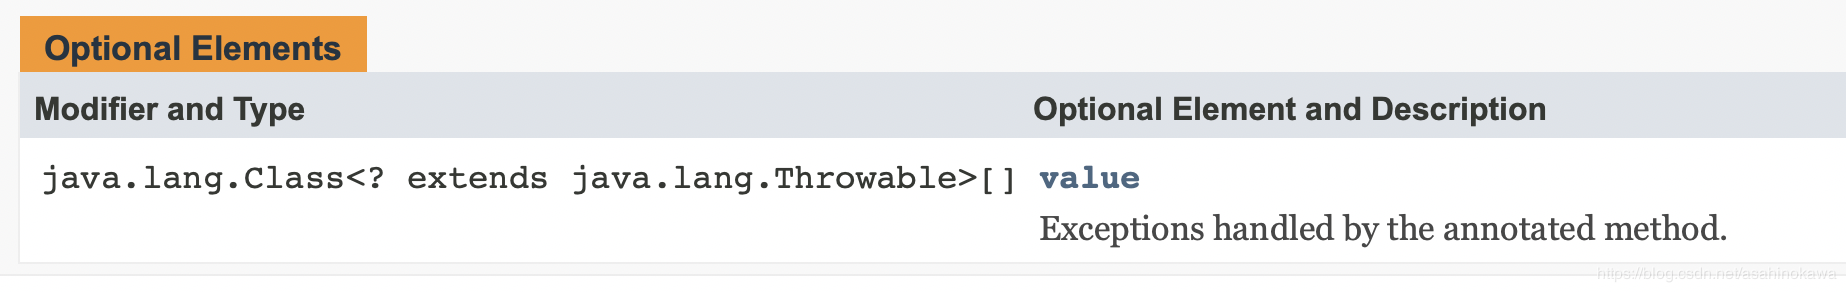 Optional Elements
Modifier and Type Optional Element and Description
java.lang.Class<? extends java.lang.Throwable>[] value
Exceptions handled by the annotated method.
https://blog.csdn.net/asahinokawa